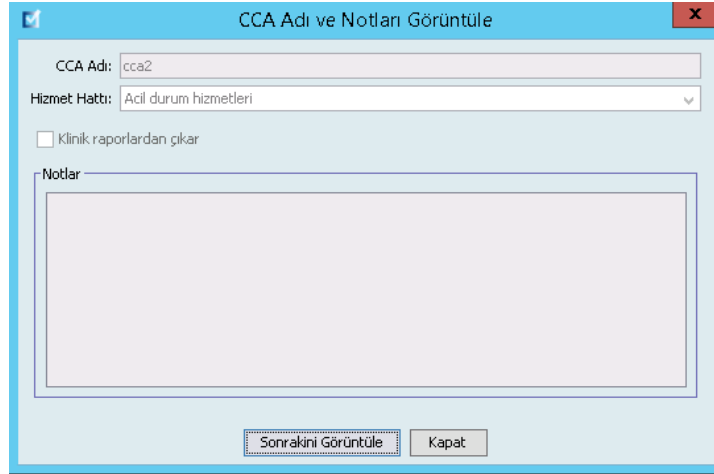 CCA Adı ve Notları Görüntüle
x
CCA Adı: cca2
Hizmet Hattı: Acil durum hizmetleri
Klinik raporlardan çıkar
Notlar
Sonrakini Görüntüle Kapat